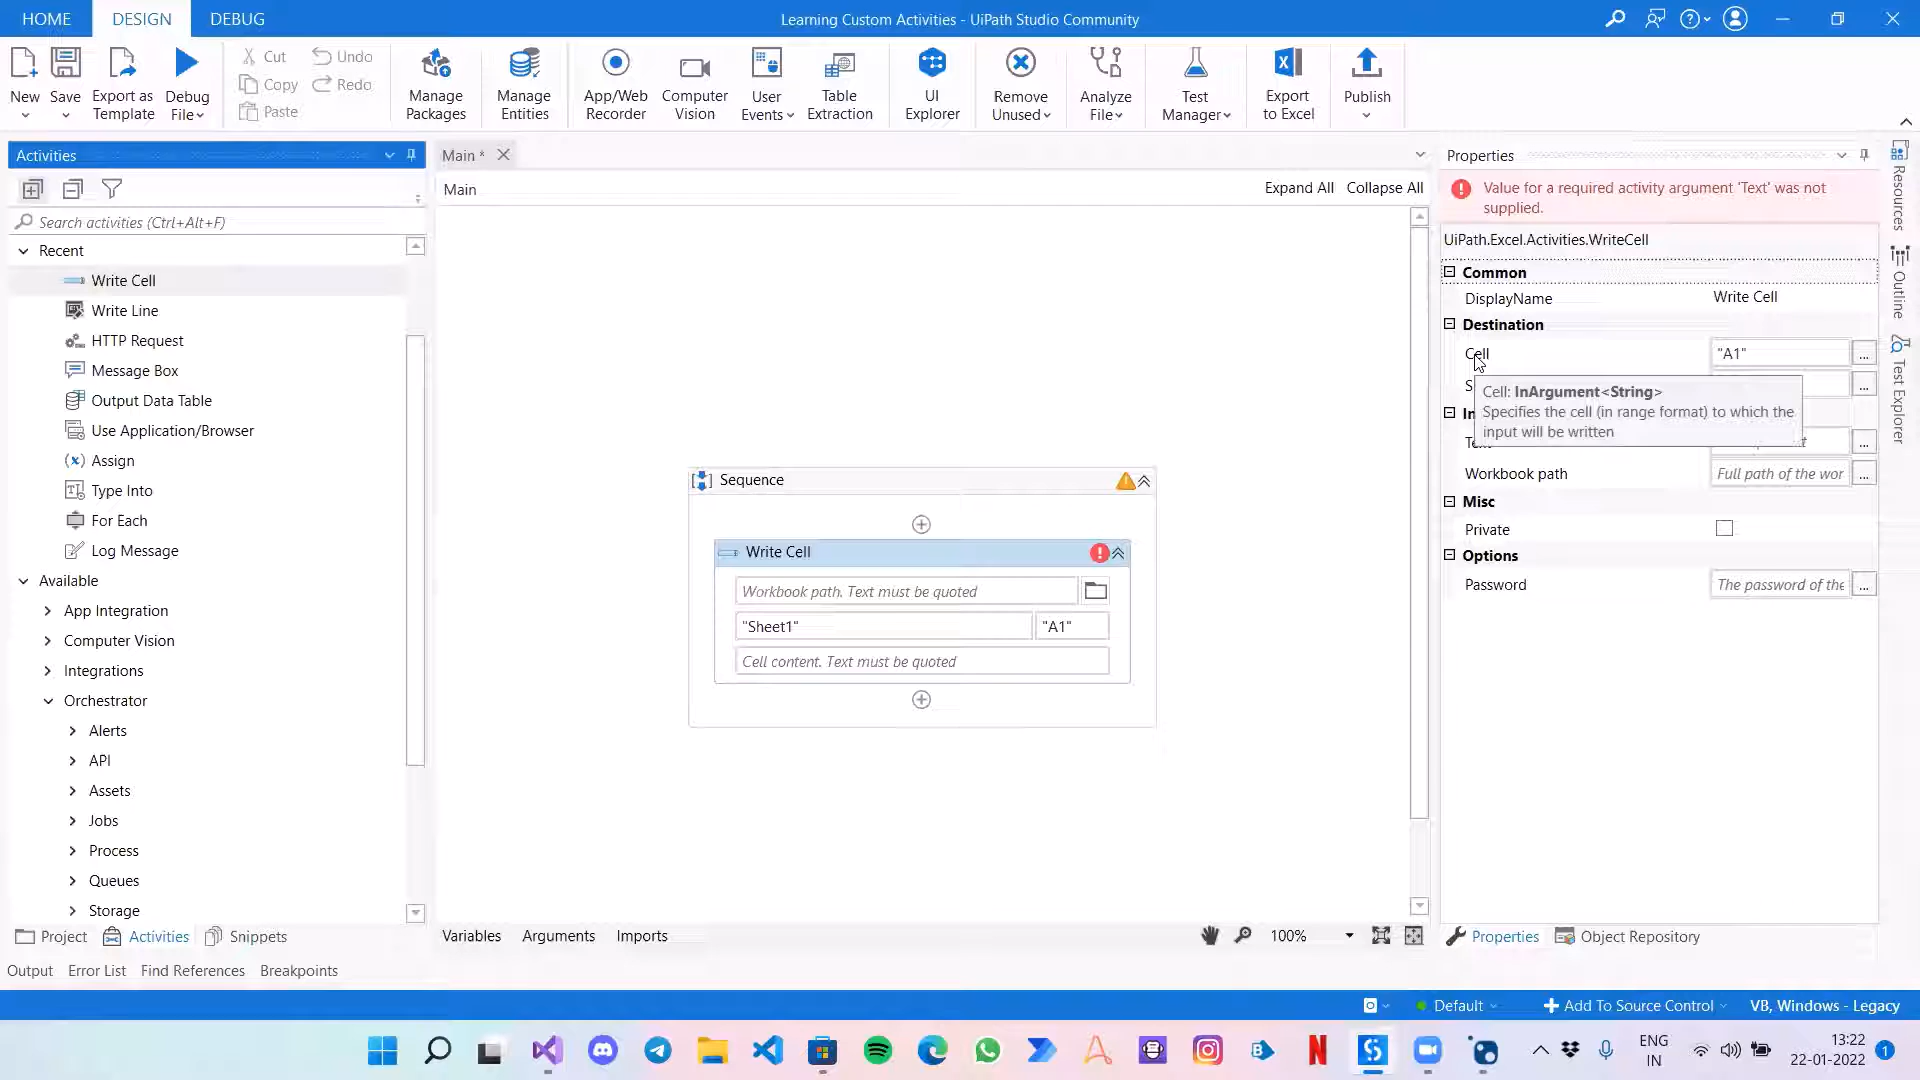 HOME DESIGN DEBUG
Learning Custom Activities - UiPath Studio Community
New Save Export as Template Debug File
Cut Copy Paste Undo Redo
Manage Packages
Manage Entities
App/Web Recorder
Computer Vision
User Events
Table Extraction
UI Explorer
Remove Unused
Analyze File
Test Manager
Export to Excel
Publish
Activities
Search activities (Ctrl+Alt+F)
Recent
Write Cell
Write Line
HTTP Request
Message Box
Output Data Table
Use Application/Browser
Assign
Type Into
For Each
Log Message
Available
App Integration
Computer Vision
Integrations
Orchestrator
Alerts
API
Assets
Jobs
Process
Queues
Storage
Project Activities Snippets
Main *
Main
Expand All Collapse All
Sequence
Write Cell
Workbook path. Text must be quoted
"Sheet1" "A1"
Cell content. Text must be quoted
Variables Arguments Imports
100%
Properties
Value for a required activity argument 'Text' was not
supplied.
UiPath.Excel.Activities.WriteCell
Common
DisplayName Write Cell
Destination
Cell "A1" ...
Cell: InArgument<String>
Specifies the cell (in range format) to which the
input will be written
Workbook path Full path of the wor ...
Misc
Private
Options
Password The password of the ...
Properties Object Repository
Resources
Outline
Test Explorer
Output Error List Find References Breakpoints
Default Add To Source Control VB, Windows - Legacy
ENG
IN
13:22
22-01-2022
1